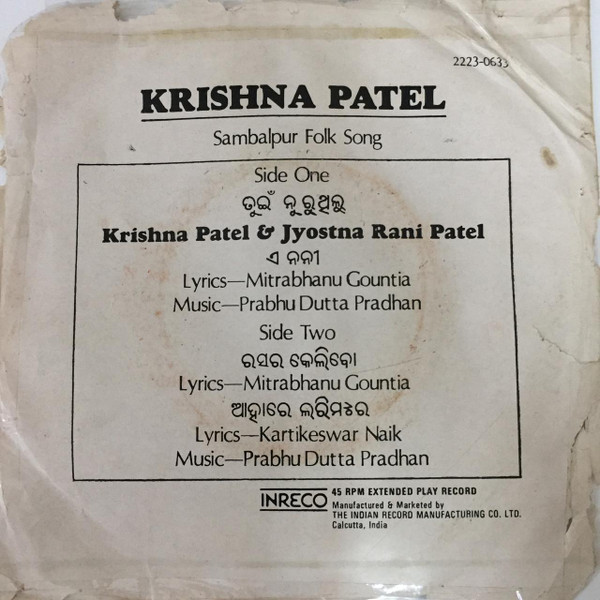 2223-0633
KRISHNA PATEL
Sambalpur Folk Song
Side One
ତୁଇଁ ନୁରୁଥିଲୁ
Krishna Patel & Jyostna Rani Patel
ଏ ନନୀ
Lyrics—Mitrabhanu Gountia
Music—Prabhu Dutta Pradhan
Side Two
ରସର କେଲିବୋ
Lyrics—Mitrabhanu Gountia
ଆହାରେ
Lyrics—Kartikeswar Naik
Music—Prabhu Dutta Pradhan
INRECO
45 RPM EXTENDED PLAY RECORD
Manufactured & Marketed by
THE INDIAN RECORD MANUFACTURING CO. LTD.
Calcutta, India